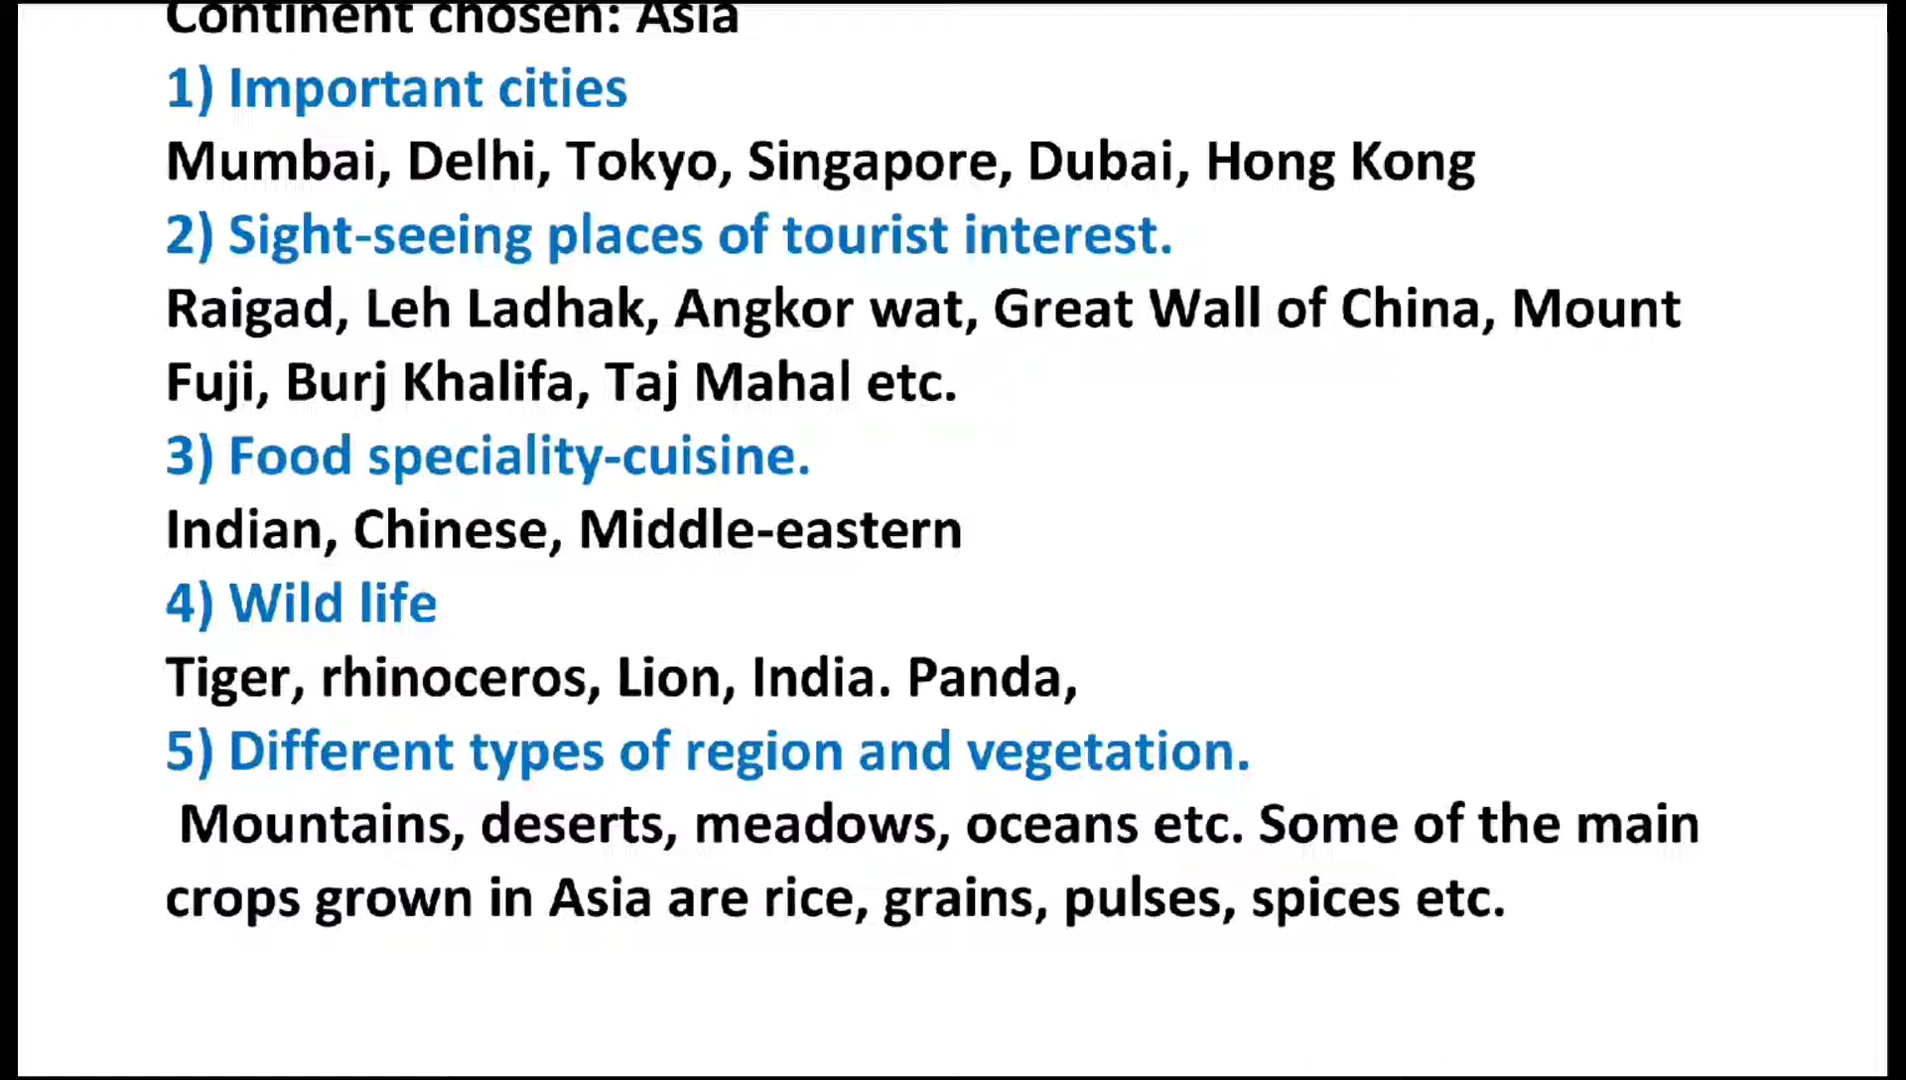 Continent chosen: Asia
1) Important cities
Mumbai, Delhi, Tokyo, Singapore, Dubai, Hong Kong
2) Sight-seeing places of tourist interest.
Raigad, Leh Ladhak, Angkor wat, Great Wall of China, Mount
Fuji, Burj Khalifa, Taj Mahal etc.
3) Food speciality-cuisine.
Indian, Chinese, Middle-eastern
4) Wild life
Tiger, rhinoceros, Lion, India. Panda,
5) Different types of region and vegetation.
Mountains, deserts, meadows, oceans etc. Some of the main
crops grown in Asia are rice, grains, pulses, spices etc.